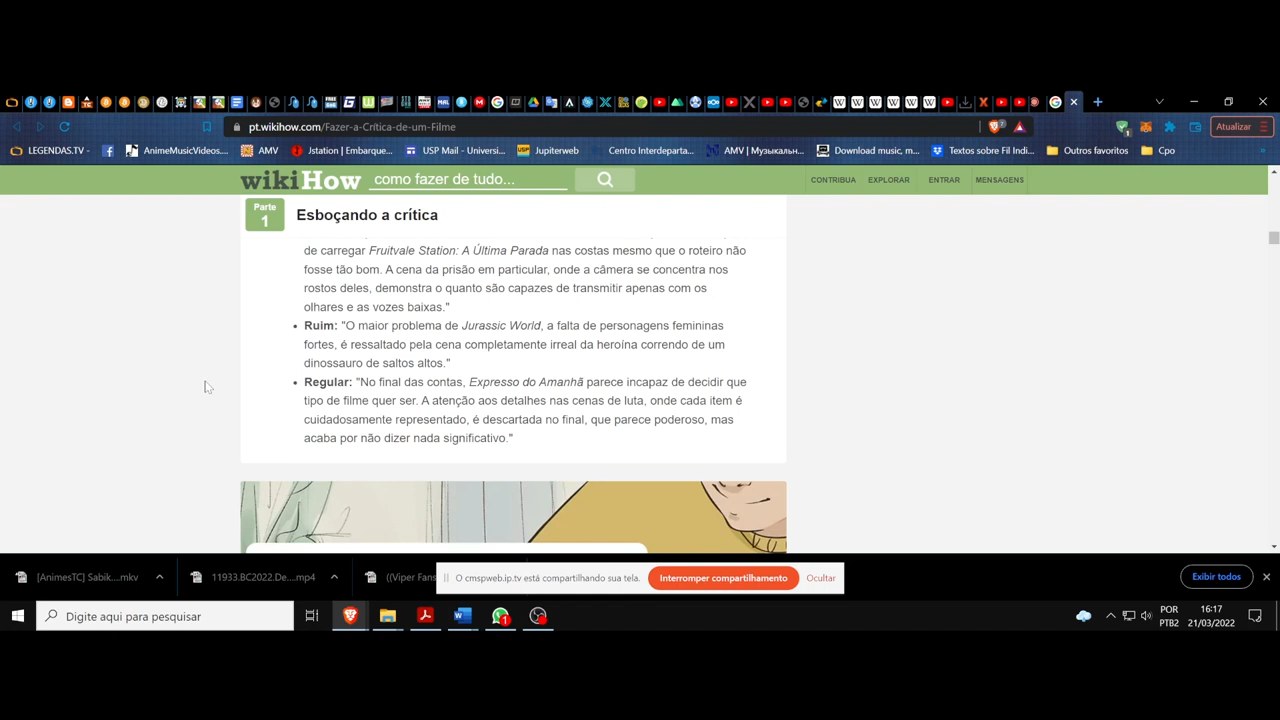 pt.wikihow.com/Fazer-a-Crítica-de-um-Filme
Atualizar
LEGENDAS.TV
AnimeMusicVideos...
AMV
Jstation | Embarque...
USP Mail - Universi...
Jupiterweb
Centro Interdeparta...
AMV | Музыкальн...
Download music, m...
Textos sobre Fil Indi...
Outros favoritos
Cpo
wikiHow como fazer de tudo...
CONTRIBUA
EXPLORAR
ENTRAR
MENSAGENS
Parte
1
Esboçando a crítica
de carregar Fruitvale Station: A Última Parada nas costas mesmo que o roteiro não
fosse tão bom. A cena da prisão em particular, onde a câmera se concentra nos
rostos deles, demonstra o quanto são capazes de transmitir apenas com os
olhares e as vozes baixas."
Ruim: "O maior problema de Jurassic World, a falta de personagens femininas
fortes, é ressaltado pela cena completamente irreal da heroína correndo de um
dinossauro de saltos altos."
Regular: "No final das contas, Expresso do Amanhã parece incapaz de decidir que
tipo de filme quer ser. A atenção aos detalhes nas cenas de luta, onde cada item é
cuidadosamente representado, é descartada no final, que parece poderoso, mas
acaba por não dizer nada significativo."
[AnimesTC] Sabik....mkv
11933.BC2022.De....mp4
((Viper Fans
O cmspweb.ip.tv está compartilhando sua tela.
Interromper compartilhamento
Ocultar
Exibir todos
Digite aqui para pesquisar
POR
PTB2
16:17
21/03/2022